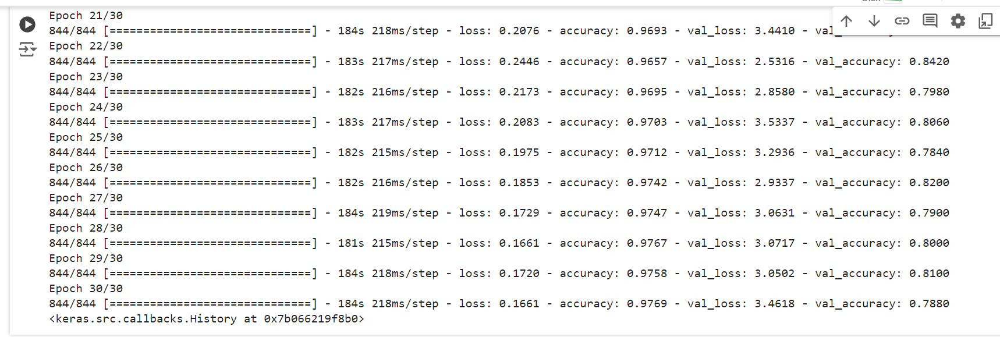 Epoch 21/30
844/844 [==============================] - 184s 218ms/step - loss: 0.2076 - accuracy: 0.9693 - val_loss: 3.4410 -
Epoch 22/30
844/844 [==============================] - 183s 217ms/step - loss: 0.2446 - accuracy: 0.9657 - val_loss: 2.5316 - val_accuracy: 0.8420
Epoch 23/30
844/844 [==============================] - 182s 216ms/step - loss: 0.2173 - accuracy: 0.9695 - val_loss: 2.8580 - val_accuracy: 0.7980
Epoch 24/30
844/844 [==============================] - 183s 217ms/step - loss: 0.2083 - accuracy: 0.9703 - val_loss: 3.5337 - val_accuracy: 0.8060
Epoch 25/30
844/844 [==============================] - 182s 215ms/step - loss: 0.1975 - accuracy: 0.9712 - val_loss: 3.2936 - val_accuracy: 0.7840
Epoch 26/30
844/844 [==============================] - 182s 216ms/step - loss: 0.1853 - accuracy: 0.9742 - val_loss: 2.9337 - val_accuracy: 0.8200
Epoch 27/30
844/844 [==============================] - 184s 219ms/step - loss: 0.1729 - accuracy: 0.9747 - val_loss: 3.0631 - val_accuracy: 0.7900
Epoch 28/30
844/844 [==============================] - 181s 215ms/step - loss: 0.1661 - accuracy: 0.9767 - val_loss: 3.0717 - val_accuracy: 0.8000
Epoch 29/30
844/844 [==============================] - 184s 218ms/step - loss: 0.1720 - accuracy: 0.9758 - val_loss: 3.0502 - val_accuracy: 0.8100
Epoch 30/30
844/844 [==============================] - 184s 218ms/step - loss: 0.1661 - accuracy: 0.9769 - val_loss: 3.4618 - val_accuracy: 0.7880
<keras.src.callbacks.History at 0x7b066219f8b0>